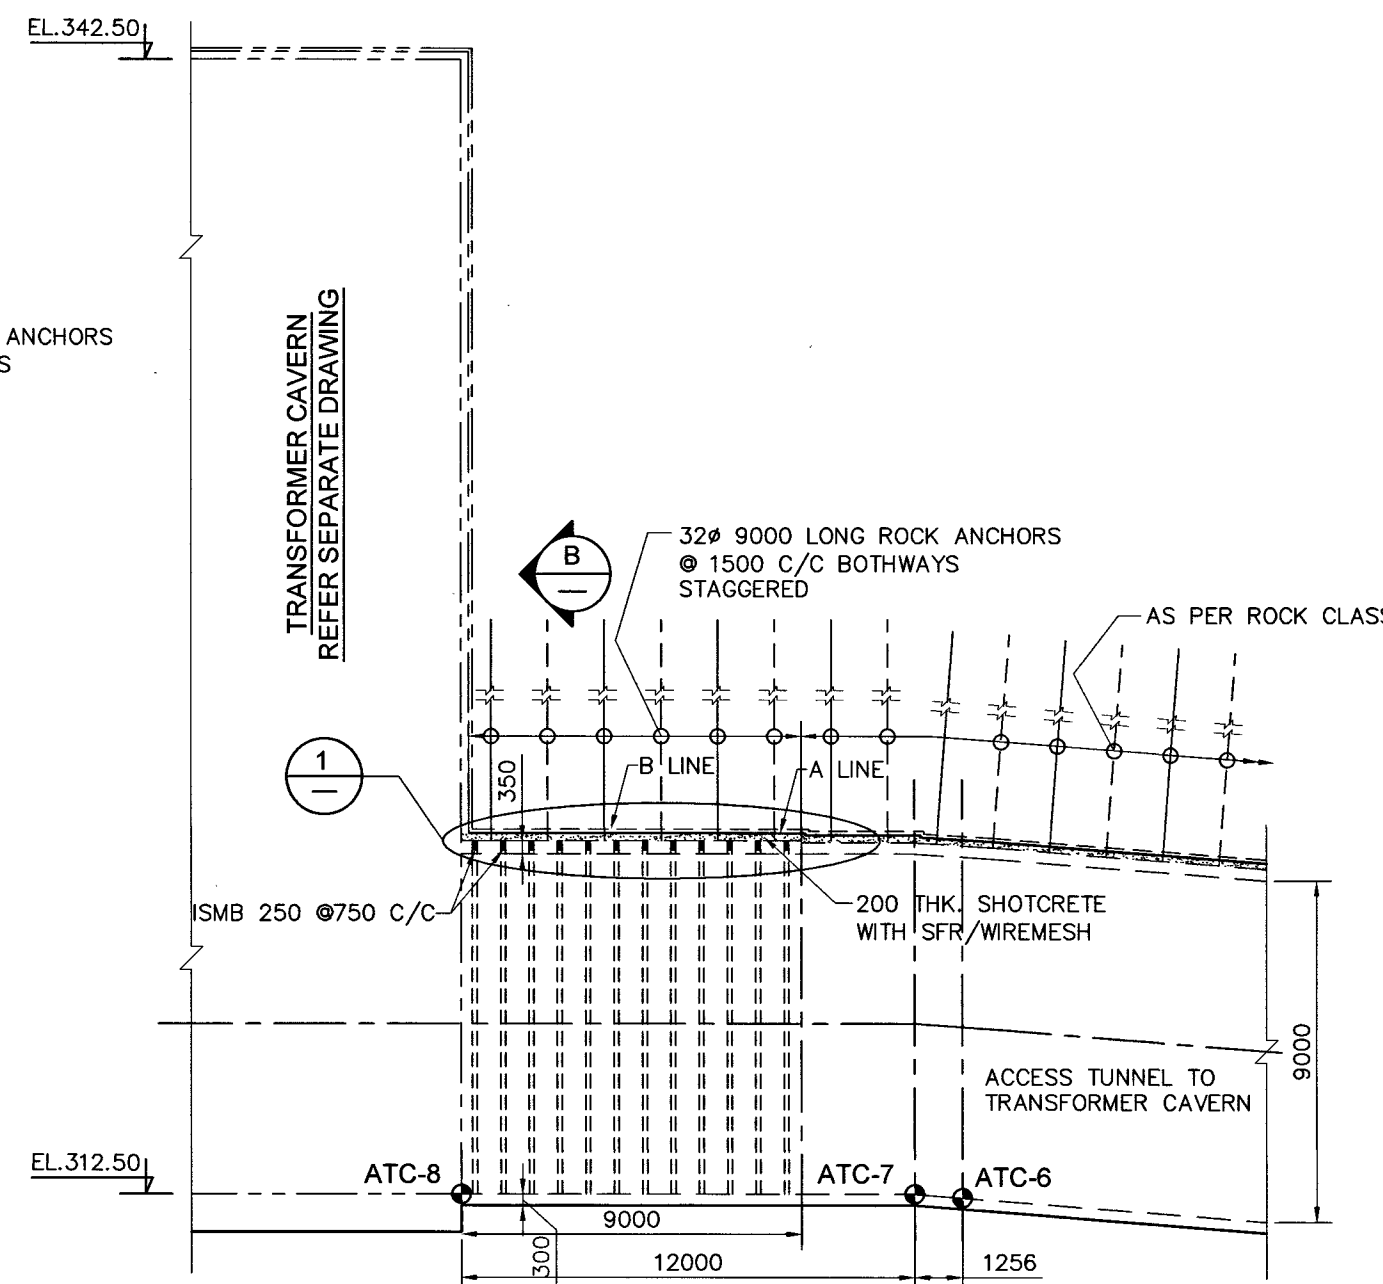 EL.342.50
ANCHORS
S
TRANSFORMER CAVERN
REFER SEPARATE DRAWING
B
32ø 9000 LONG ROCK ANCHORS
@ 1500 C/C BOTHWAYS
STAGGERED
AS PER ROCK CLASS
1
350
B LINE
A LINE
ISMB 250 @750 C/C
200 THK. SHOTCRETE
WITH SFR/WIREMESH
9000
ACCESS TUNNEL TO
TRANSFORMER CAVERN
EL.312.50
ATC-8
ATC-7
ATC-6
9000
300
12000
1256